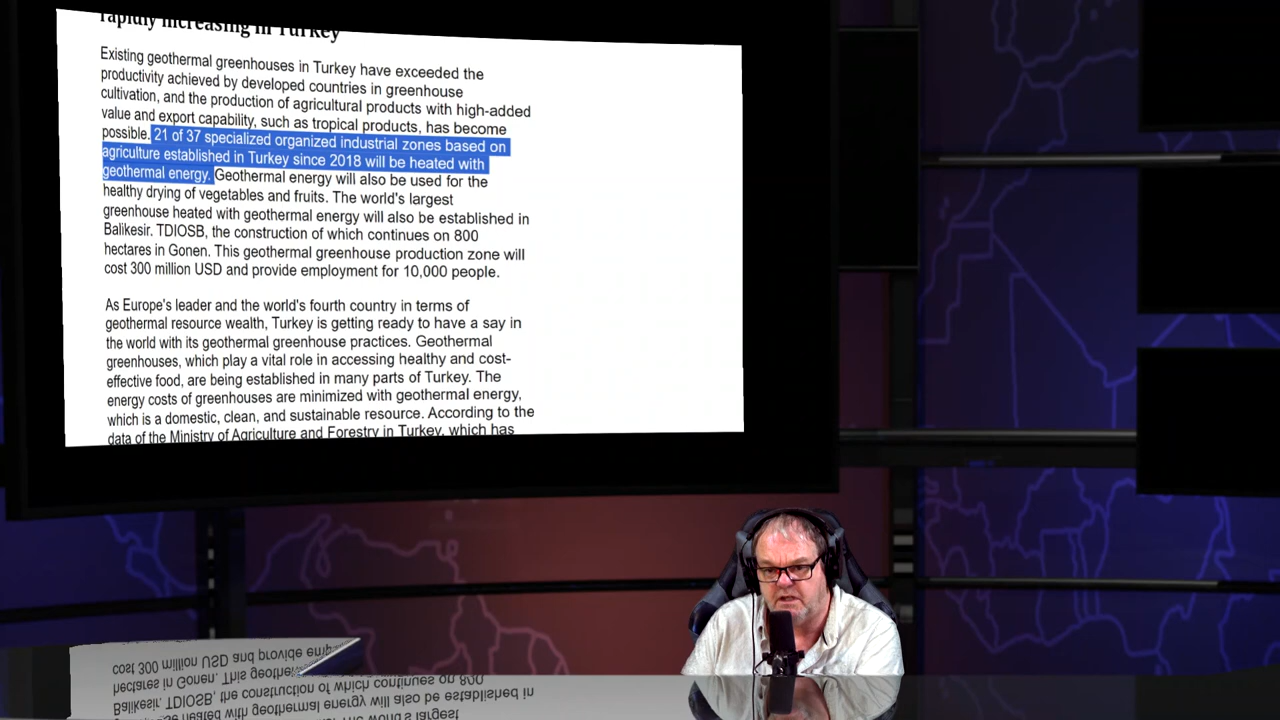 rapidly increasing in Turkey
Existing geothermal greenhouses in Turkey have exceeded the
productivity achieved by developed countries in greenhouse
cultivation, and the production of agricultural products with high-added
value and export capability, such as tropical products, has become
possible. 21 of 37 specialized organized industrial zones based on
agriculture established in Turkey since 2018 will be heated with
geothermal energy. Geothermal energy will also be used for the
healthy drying of vegetables and fruits. The world's largest
greenhouse heated with geothermal energy will also be established in
Balikesir. TDIOSB, the construction of which continues on 800
hectares in Gonen. This geothermal greenhouse production zone will
cost 300 million USD and provide employment for 10,000 people.
As Europe's leader and the world's fourth country in terms of
geothermal resource wealth, Turkey is getting ready to have a say in
the world with its geothermal greenhouse practices. Geothermal
greenhouses, which play a vital role in accessing healthy and cost-
effective food, are being established in many parts of Turkey. The
energy costs of greenhouses are minimized with geothermal energy,
which is a domestic, clean, and sustainable resource. According to the
data of the Ministry of Agriculture and Forestry in Turkey, which has